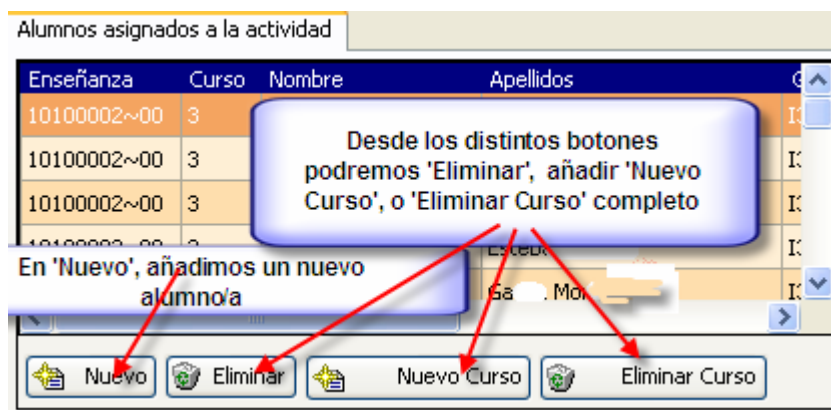 Alumnos asignados a la actividad
Enseñanza Curso Nombre Apellidos
10100002~00 3
10100002~00 3
10100002~00 3
Desde los distintos botones
podremos 'Eliminar', añadir 'Nuevo
Curso', o 'Eliminar Curso' completo
En 'Nuevo', añadimos un nuevo
alumno/a
Nuevo Eliminar Nuevo Curso Eliminar Curso